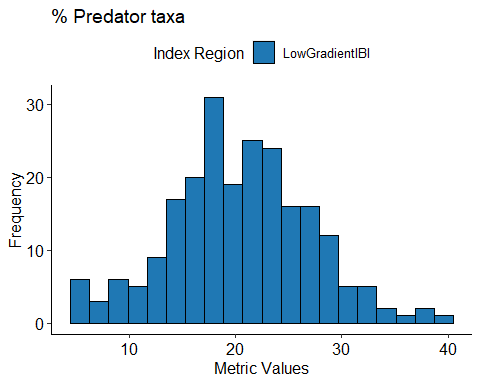 % Predator taxa
Index Region LowGradientIBI
30
20
10
0
Frequency
10 20 30 40
Metric Values